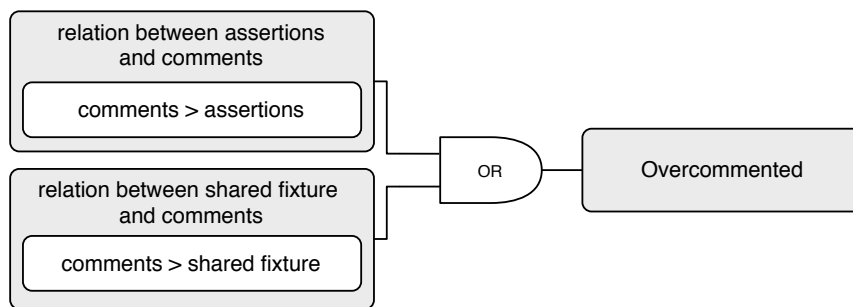 relation between assertions
and comments
comments > assertions
relation between shared fixture
and comments
comments > shared fixture
OR
Overcommented